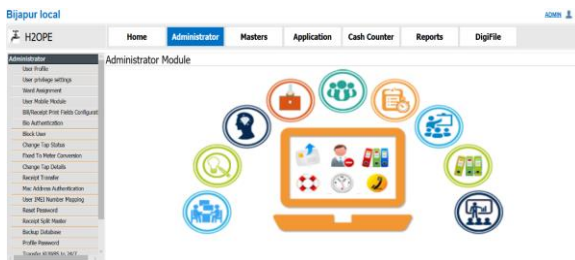 Bijapur local
ADMIN
H2OPE
Home Administrator Masters Application Cash Counter Reports DigiFile
Administrator
Administrator Module
User Profile
User privilege settings
Ward Assignment
User Mobile Module
Bill/Receipt Print Fields Configurat
Bio Authentication
Block User
Change Tap Status
Fixed To Meter Conversion
Change Tap Details
Receipt Transfer
Mac Address Authentication
User IMEI Number Mapping
Reset Password
Receipt Split Master
Backup Database
Profile Password